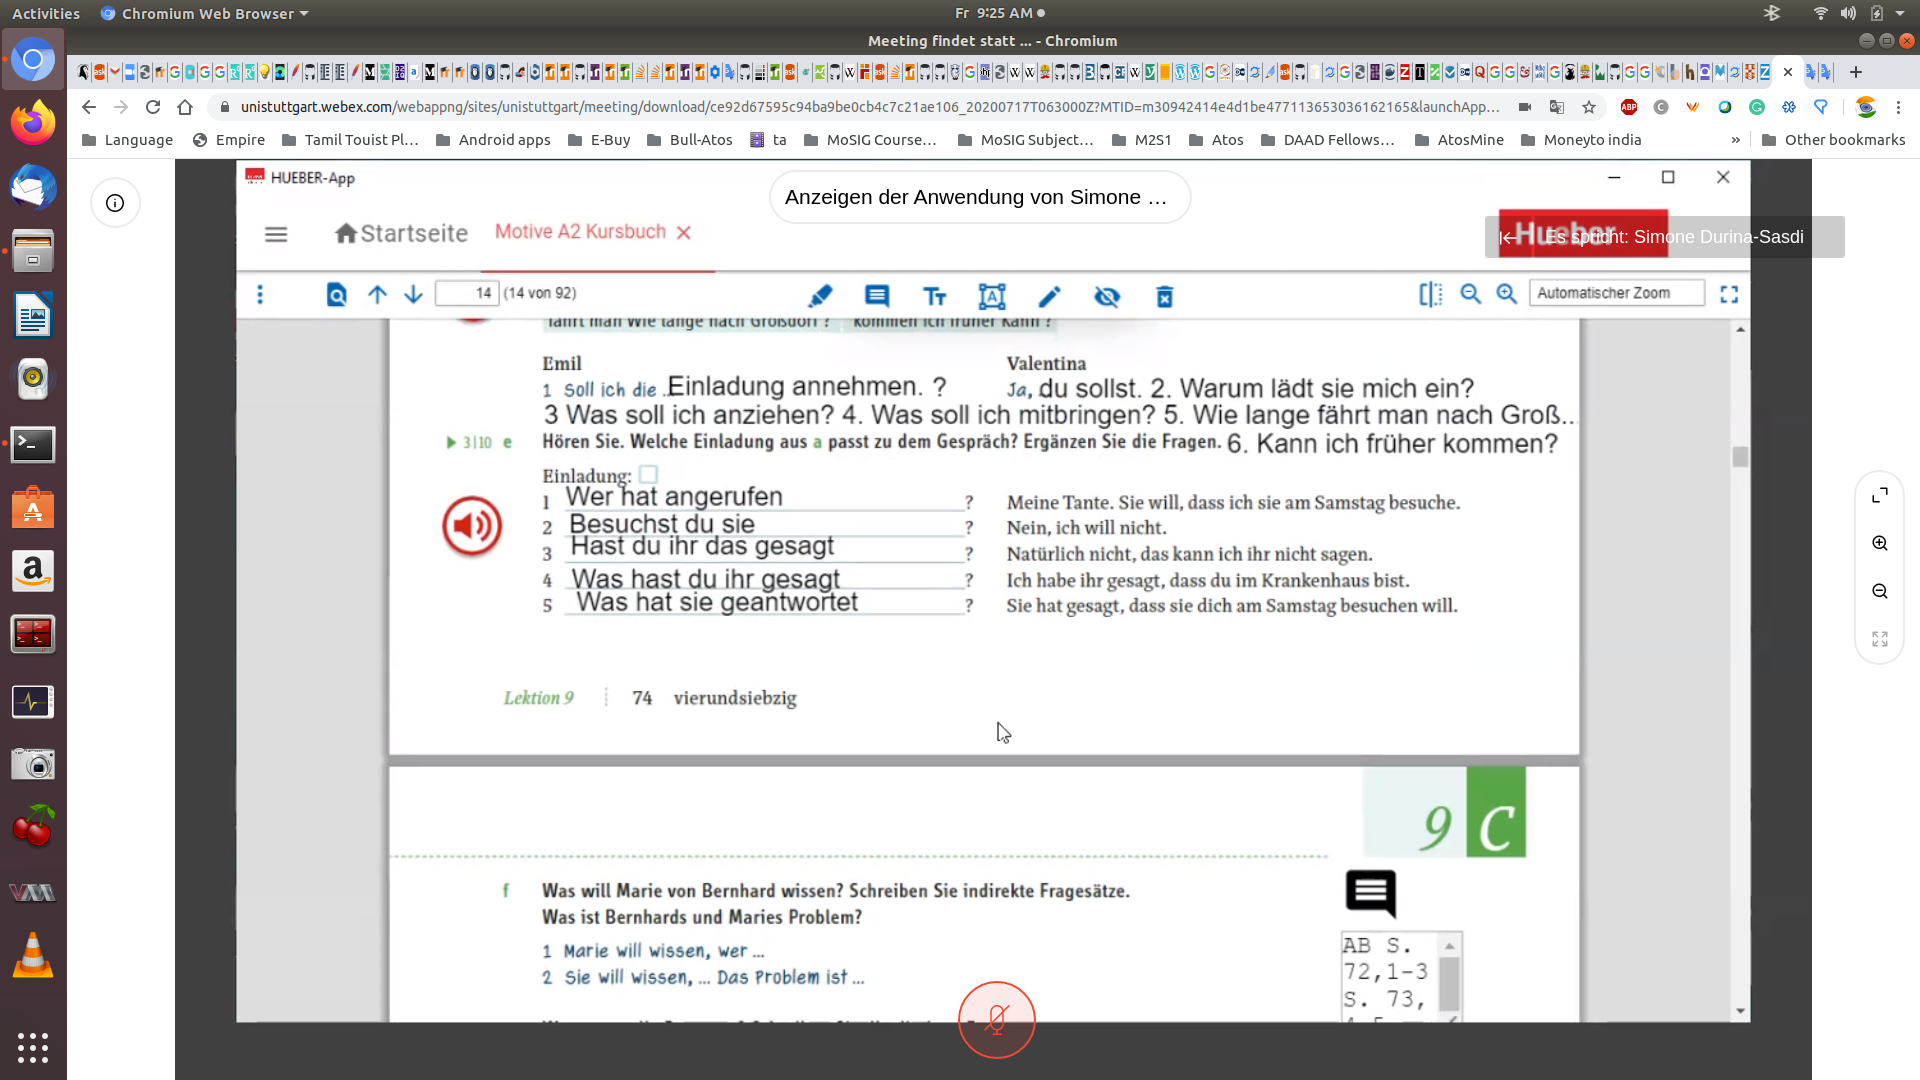 Activities Chromium Web Browser Fr 9:25 AM
Meeting findet statt ... - Chromium
unistuttgart.webex.com/webappng/sites/unistuttgart/meeting/download/ce92d67595c94ba9be0cb4c7c21ae106_20200717T063000Z?MTID=m30942414e4d1be477113653036162165&launchApp...
Language Empire Tamil Touist Pl... Android apps E-Buy Bull-Atos ta MoSIG Course... MoSIG Subject... M2S1 Atos DAAD Fellows... AtosMine Moneyto india » Other bookmarks
HUEBER-App
Anzeigen der Anwendung von Simone ...
Startseite Motive A2 Kursbuch Hueber
Es spricht: Simone Durina-Sasdi
14 (14 von 92) Automatischer Zoom
fährt man Wie lange nach Großdorf ? kommen ich früher Kann ?
Emil Valentina
1 Soll ich die ... Einladung annehmen. ? Ja, du sollst. 2. Warum lädt sie mich ein?
3 Was soll ich anziehen? 4. Was soll ich mitbringen? 5. Wie lange fährt man nach Groß...
3|10 e Hören Sie. Welche Einladung aus a passt zu dem Gespräch? Ergänzen Sie die Fragen. 6. Kann ich früher kommen?
Einladung:
1 Wer hat angerufen ? Meine Tante. Sie will, dass ich sie am Samstag besuche.
2 Besuchst du sie ? Nein, ich will nicht.
3 Hast du ihr das gesagt ? Natürlich nicht, das kann ich ihr nicht sagen.
4 Was hast du ihr gesagt ? Ich habe ihr gesagt, dass du im Krankenhaus bist.
5 Was hat sie geantwortet ? Sie hat gesagt, dass sie dich am Samstag besuchen will.
Lektion 9 74 vierundsiebzig
9 C
f Was will Marie von Bernhard wissen? Schreiben Sie indirekte Fragesätze.
Was ist Bernhards und Maries Problem?
1 Marie will wissen, wer ...
2 Sie will wissen, ... Das Problem ist ...
AB S.
72,1-3
S. 73,